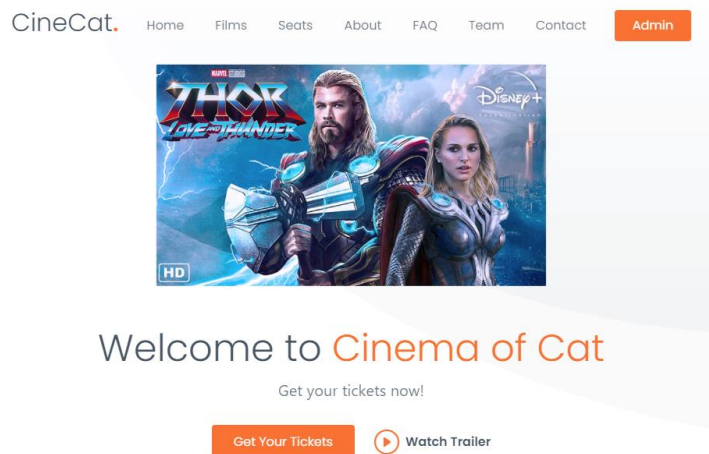 CineCat.
Home Films Seats About FAQ Team Contact Admin
MARVEL STUDIOS
THOR
LOVE AND THUNDER
Disney+
HD
Welcome to Cinema of Cat
Get your tickets now!
Get Your Tickets
Watch Trailer